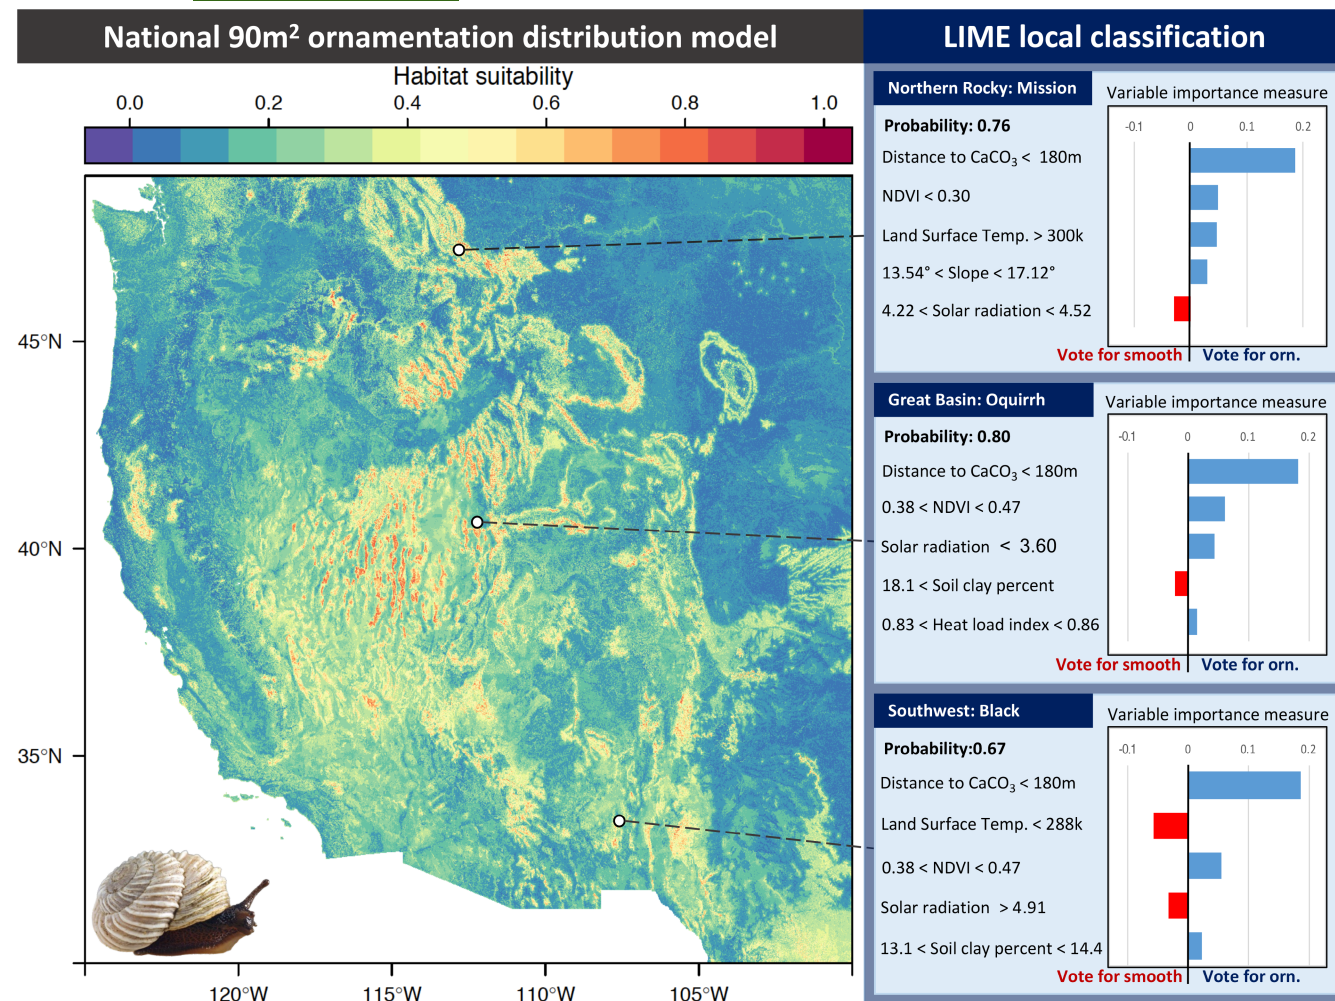 National 90m² ornamentation distribution model
LIME local classification
Habitat suitability
0.0 0.2 0.4 0.6 0.8 1.0
45°N
40°N
35°N
120°W 115°W 110°W 105°W
Northern Rocky: Mission
Variable importance measure
Probability: 0.76
-0.1 0 0.1 0.2
Distance to CaCO₃ < 180m
NDVI < 0.30
Land Surface Temp. > 300k
13.54° < Slope < 17.12°
4.22 < Solar radiation < 4.52
Vote for smooth Vote for orn.
Great Basin: Oquirrh
Variable importance measure
Probability: 0.80
-0.1 0 0.1 0.2
Distance to CaCO₃ < 180m
0.38 < NDVI < 0.47
Solar radiation < 3.60
18.1 < Soil clay percent
0.83 < Heat load index < 0.86
Vote for smooth Vote for orn.
Southwest: Black
Variable importance measure
Probability:0.67
-0.1 0 0.1 0.2
Distance to CaCO₃ < 180m
Land Surface Temp. < 288k
0.38 < NDVI < 0.47
Solar radiation > 4.91
13.1 < Soil clay percent < 14.4
Vote for smooth Vote for orn.